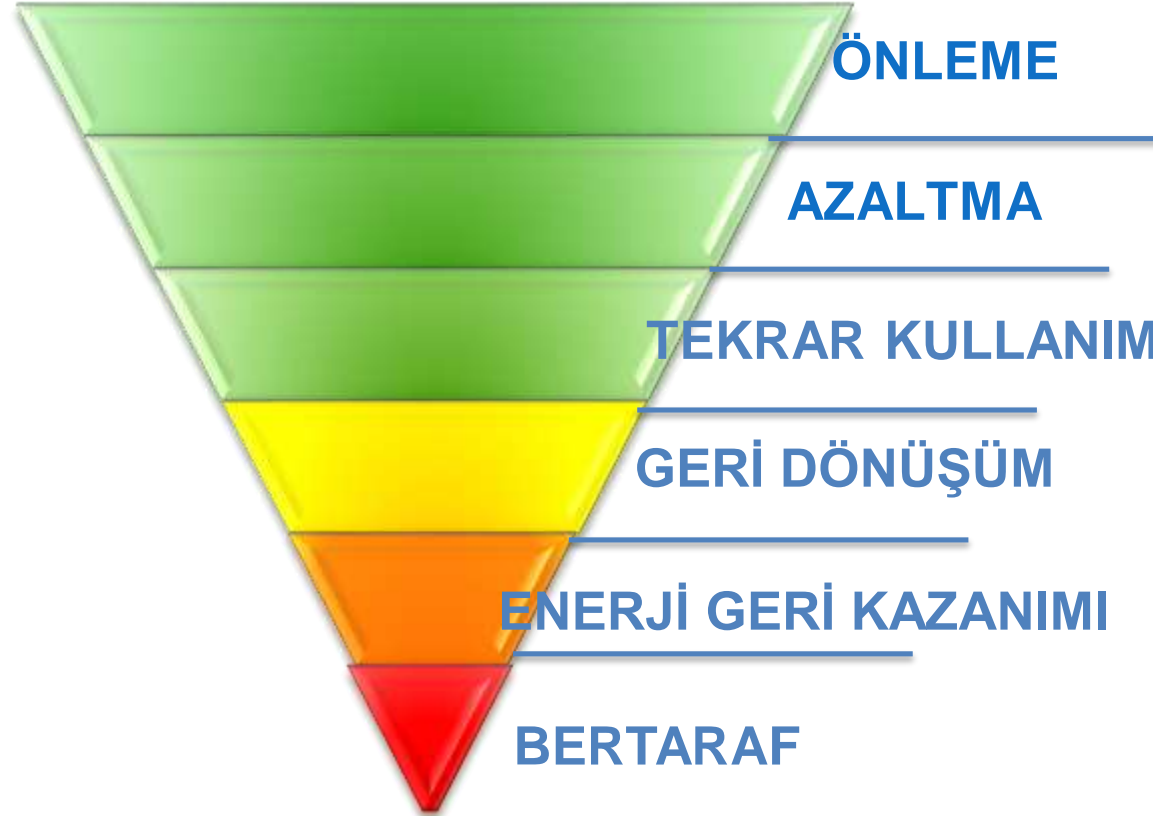 ÖNLEME
AZALTMA
TEKRAR KULLANIM
GERİ DÖNÜŞÜM
ENERJİ GERİ KAZANIMI
BERTARAF